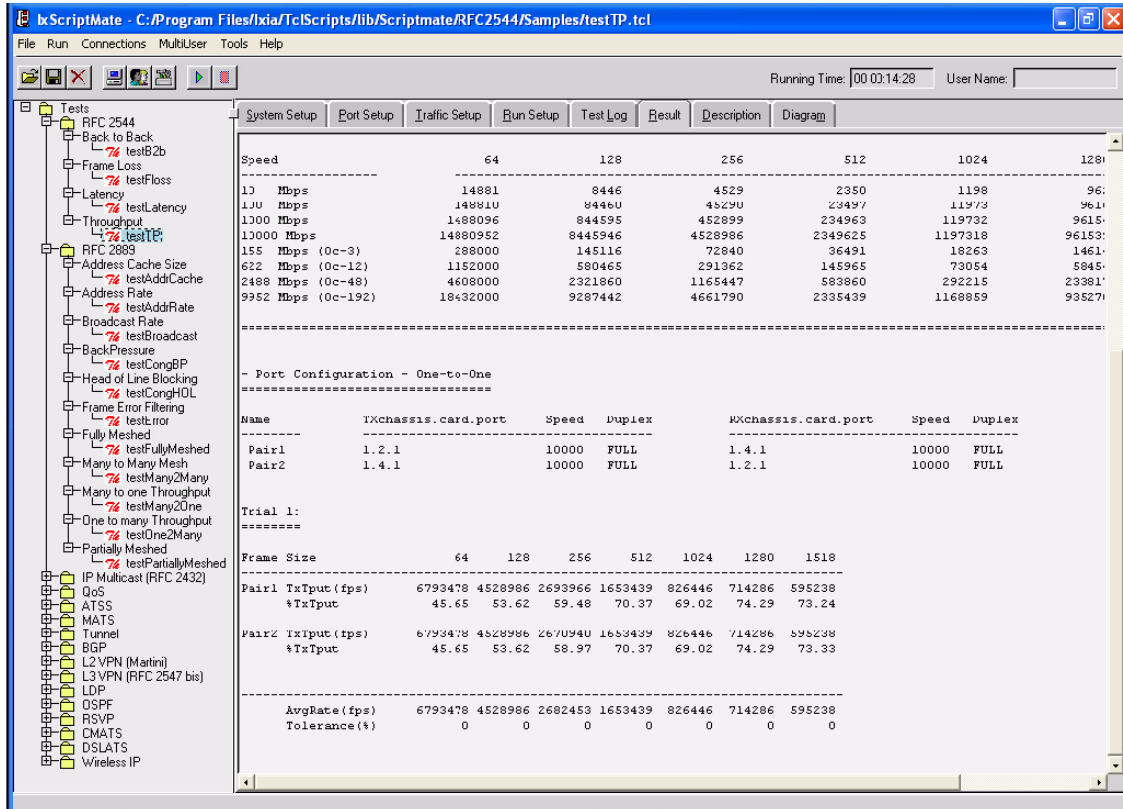 IxScriptMate - C:/Program Files/Ixia/TclScripts/lib/Scriptmate/RFC2544/Samples/testTP.tcl
File Run Connections MultiUser Tools Help
Running Time: 00 03:14:28 User Name:
Tests
RFC 2544
Back to Back
testB2b
Frame Loss
testFloss
Latency
testLatency
Throughput
testTP
RFC 2889
Address Cache Size
testAddrCache
Address Rate
testAddrRate
Broadcast Rate
testBroadcast
BackPressure
testCongBP
Head of Line Blocking
testCongHOL
Frame Error Filtering
testError
Fully Meshed
testFullyMeshed
Many to Many Mesh
testMany2Many
Many to one Throughput
testMany2One
One to many Throughput
testOne2Many
Partially Meshed
testPartiallyMeshed
IP Multicast (RFC 2432)
QoS
ATSS
MATS
Tunnel
BGP
L2 VPN (Martini)
L3 VPN (RFC 2547 bis)
LDP
OSPF
RSVP
CMATS
DSLATS
Wireless IP
System Setup Port Setup Traffic Setup Run Setup Test Log Result Description Diagram
Speed 64 128 256 512 1024 128
10 Mbps 14881 8446 4529 2350 1198 96
100 Mbps 148810 84460 45290 23497 11973 961
1000 Mbps 1488096 844595 452899 234963 119732 9615
10000 Mbps 14880952 8445946 4528986 2349625 1197318 96153
155 Mbps (Oc-3) 288000 145116 72840 36491 18263 1461
622 Mbps (Oc-12) 1152000 580465 291362 145965 73054 5845
2488 Mbps (Oc-48) 4608000 2321860 1165447 583860 292215 23381
9952 Mbps (Oc-192) 18432000 9287442 4661790 2335439 1168859 93527
- Port Configuration - One-to-One
Name TXchassis.card.port Speed Duplex RXchassis.card.port Speed Duplex
Pair1 1.2.1 10000 FULL 1.4.1 10000 FULL
Pair2 1.4.1 10000 FULL 1.2.1 10000 FULL
Trial 1:
Frame Size 64 128 256 512 1024 1280 1518
Pair1 TxTput(fps) 6793478 4528986 2693966 1653439 826446 714286 595238
%TxTput 45.65 53.62 59.48 70.37 69.02 74.29 73.24
Pair2 TxTput(fps) 6793478 4528986 2670940 1653439 826446 714286 595238
%TxTput 45.65 53.62 58.97 70.37 69.02 74.29 73.33
AvgRate(fps) 6793478 4528986 2682453 1653439 826446 714286 595238
Tolerance(%) 0 0 0 0 0 0 0